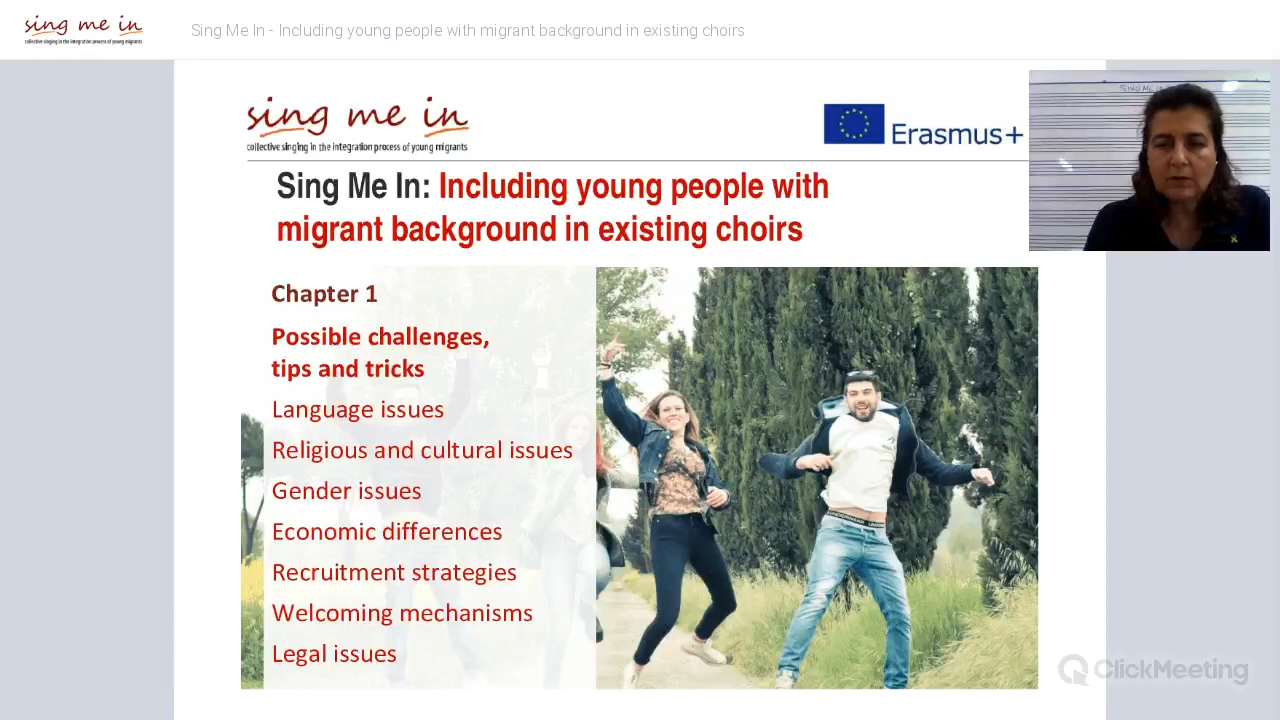 sing me in
collective singing in the integration process of young migrants
Sing Me In - Including young people with migrant background in existing choirs
sing me in
collective singing in the integration process of young migrants
Erasmus+
SING ME IN
Sing Me In: Including young people with
migrant background in existing choirs
Chapter 1
Possible challenges,
tips and tricks
Language issues
Religious and cultural issues
Gender issues
Economic differences
Recruitment strategies
Welcoming mechanisms
Legal issues
ClickMeeting